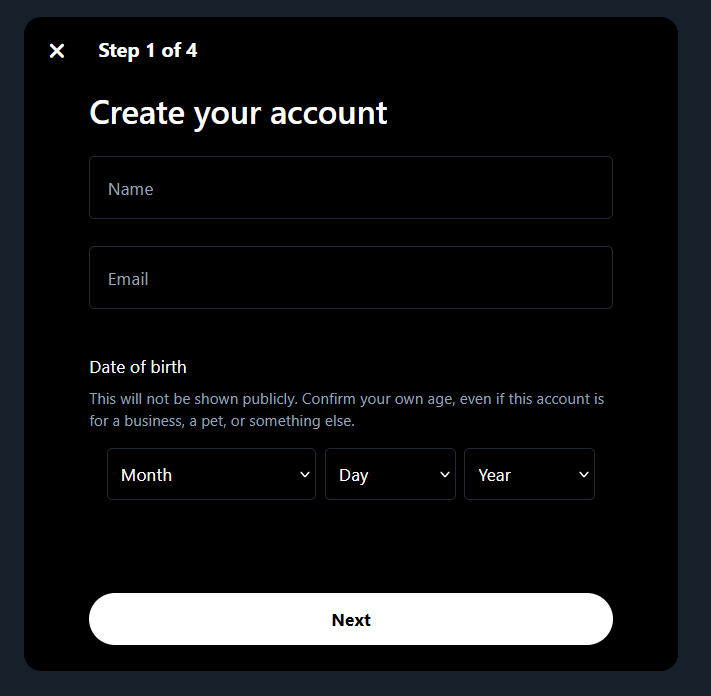 Step 1 of 4
Create your account
Name
Email
Date of birth
This will not be shown publicly. Confirm your own age, even if this account is
for a business, a pet, or something else.
Month Day Year
Next